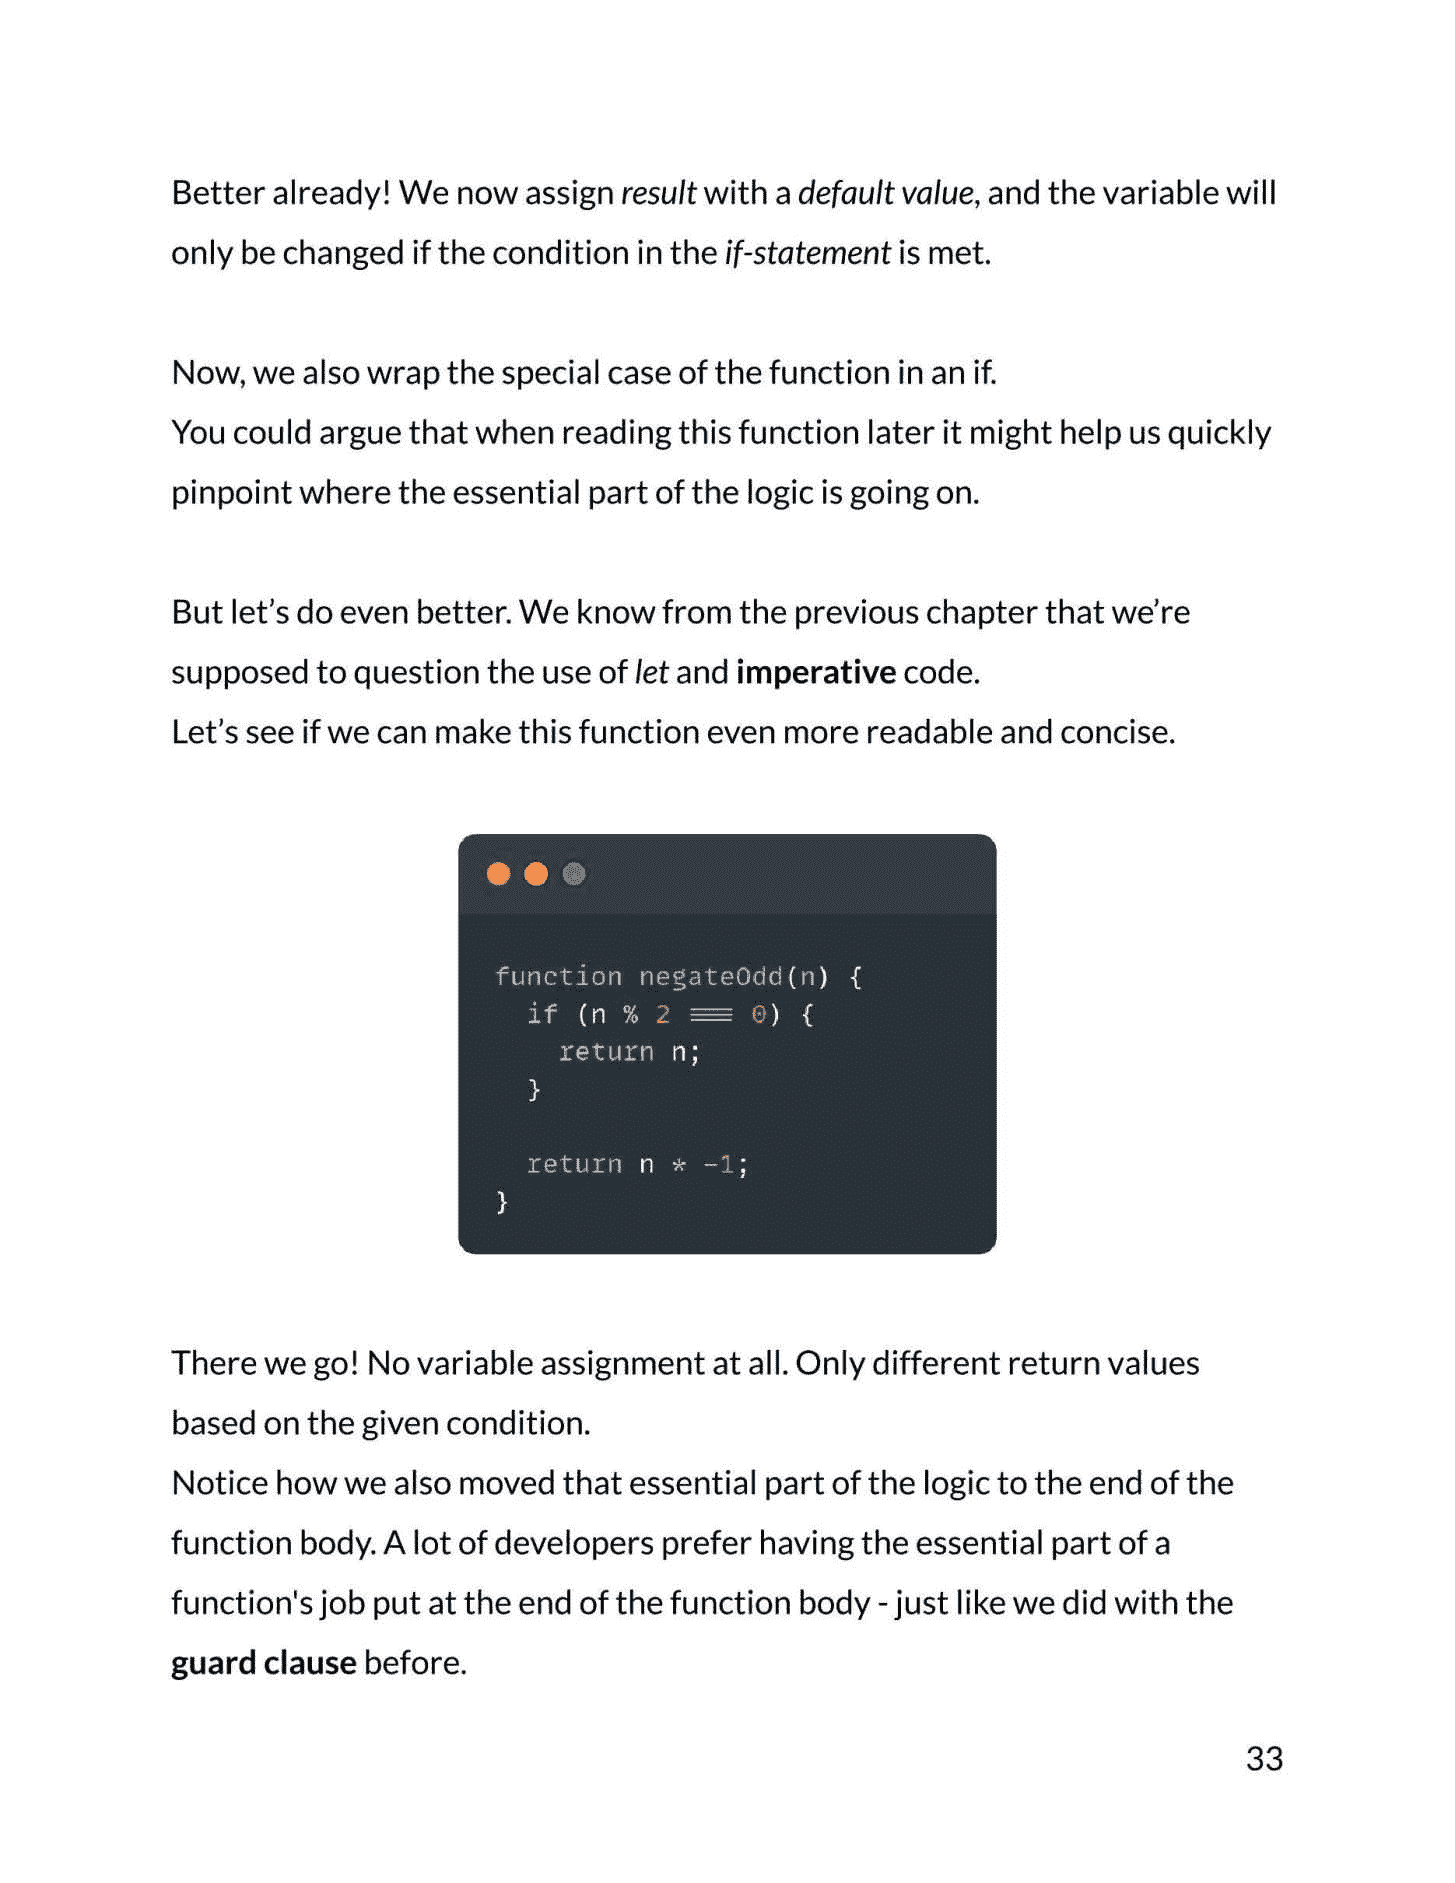 Better already! We now assign result with a default value, and the variable will
only be changed if the condition in the if-statement is met.
Now, we also wrap the special case of the function in an if.
You could argue that when reading this function later it might help us quickly
pinpoint where the essential part of the logic is going on.
But let’s do even better. We know from the previous chapter that we’re
supposed to question the use of let and imperative code.
Let’s see if we can make this function even more readable and concise.
function negateOdd(n) {
  if (n % 2 === 0) {
    return n;
  }
  return n * -1;
}
There we go! No variable assignment at all. Only different return values
based on the given condition.
Notice how we also moved that essential part of the logic to the end of the
function body. A lot of developers prefer having the essential part of a
function's job put at the end of the function body - just like we did with the
guard clause before.
33